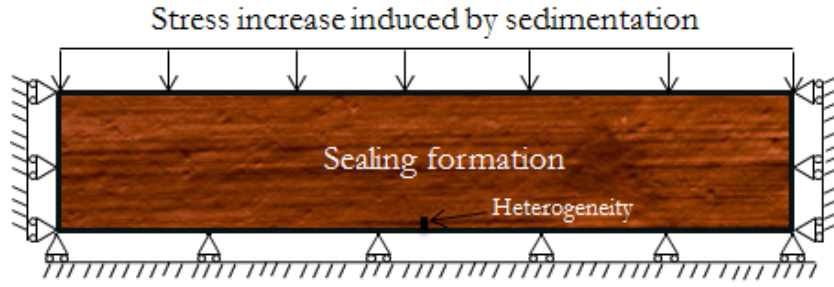 Stress increase induced by sedimentation
Sealing formation
Heterogeneity